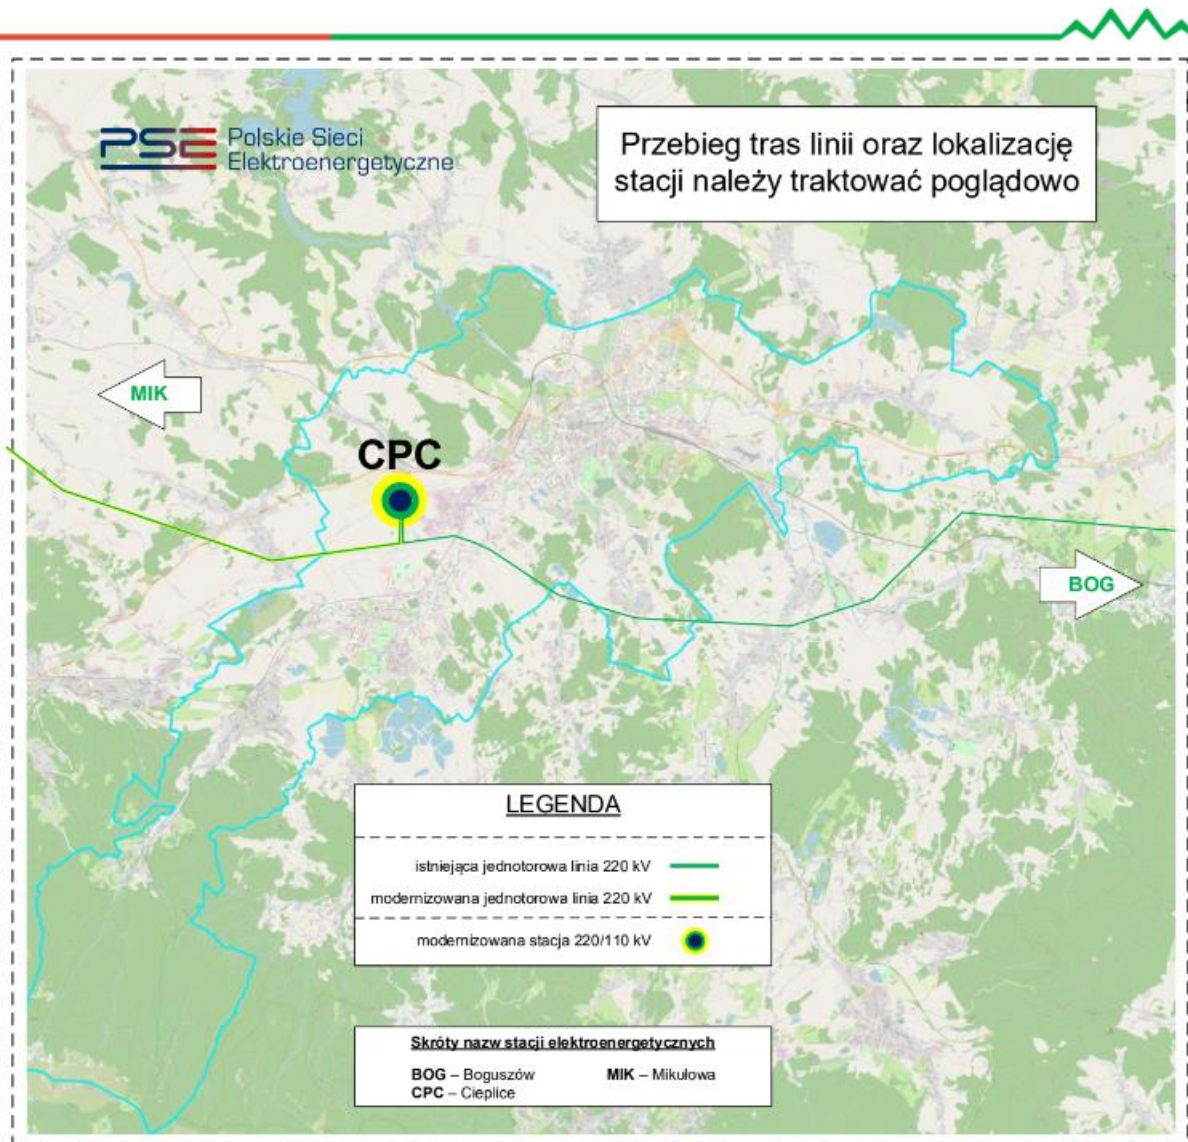 PSE Polskie Sieci
Elektroenergetyczne
Przebieg tras linii oraz lokalizację
stacji należy traktować poglądowo
MIK
CPC
BOG
LEGENDA
istniejąca jednotorowa linia 220 kV
modernizowana jednotorowa linia 220 kV
modernizowana stacja 220/110 kV
Skróty nazw stacji elektroenergetycznych
BOG – Boguszów MIK – Mikułowa
CPC – Cieplice